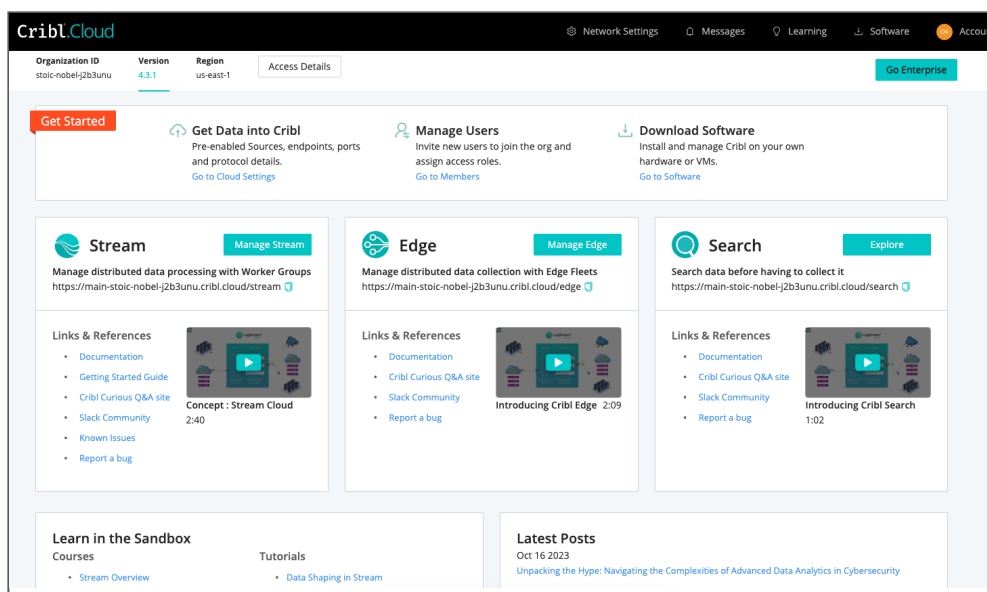 Cribl.Cloud
Network Settings
Messages
Learning
Software
DC
Accou
Organization ID
stoic-nobel-j2b3unu
Version
4.3.1
Region
us-east-1
Access Details
Go Enterprise
Get Started
Get Data into Cribl
Pre-enabled Sources, endpoints, ports
and protocol details.
Go to Cloud Settings
Manage Users
Invite new users to join the org and
assign access roles.
Go to Members
Download Software
Install and manage Cribl on your own
hardware or VMs.
Go to Software
Stream
Manage Stream
Manage distributed data processing with Worker Groups
https://main-stoic-nobel-j2b3unu.cribl.cloud/stream
Links & References
Documentation
Getting Started Guide
Cribl Curious Q&A site
Slack Community
Known Issues
Report a bug
Concept : Stream Cloud
2:40
Edge
Manage Edge
Manage distributed data collection with Edge Fleets
https://main-stoic-nobel-j2b3unu.cribl.cloud/edge
Links & References
Documentation
Cribl Curious Q&A site
Slack Community
Report a bug
Introducing Cribl Edge 2:09
Search
Explore
Search data before having to collect it
https://main-stoic-nobel-j2b3unu.cribl.cloud/search
Links & References
Documentation
Cribl Curious Q&A site
Slack Community
Report a bug
Introducing Cribl Search
1:02
Learn in the Sandbox
Courses
Stream Overview
Tutorials
Data Shaping in Stream
Latest Posts
Oct 16 2023
Unpacking the Hype: Navigating the Complexities of Advanced Data Analytics in Cybersecurity